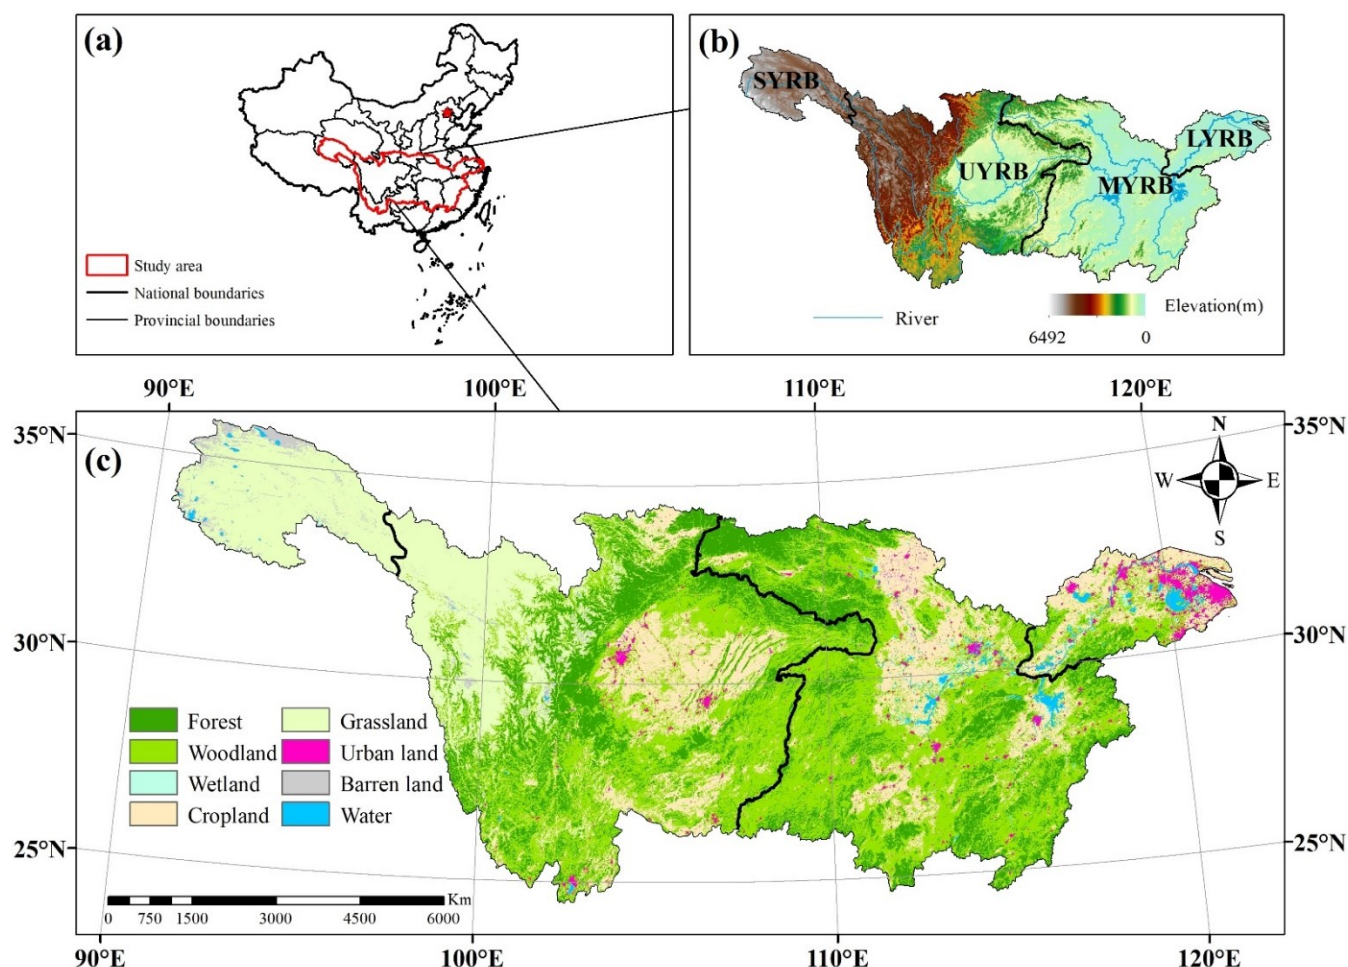 (a)
Study area
National boundaries
Provincial boundaries
(b)
SYRB
UYRB
MYRB
LYRB
River
Elevation(m)
6492 0
90°E 100°E 110°E 120°E
35°N 35°N
(c)
N
W E
S
30°N 30°N
Forest Grassland
Woodland Urban land
Wetland Barren land
Cropland Water
25°N 25°N
Km
0 750 1500 3000 4500 6000
90°E 100°E 110°E 120°E